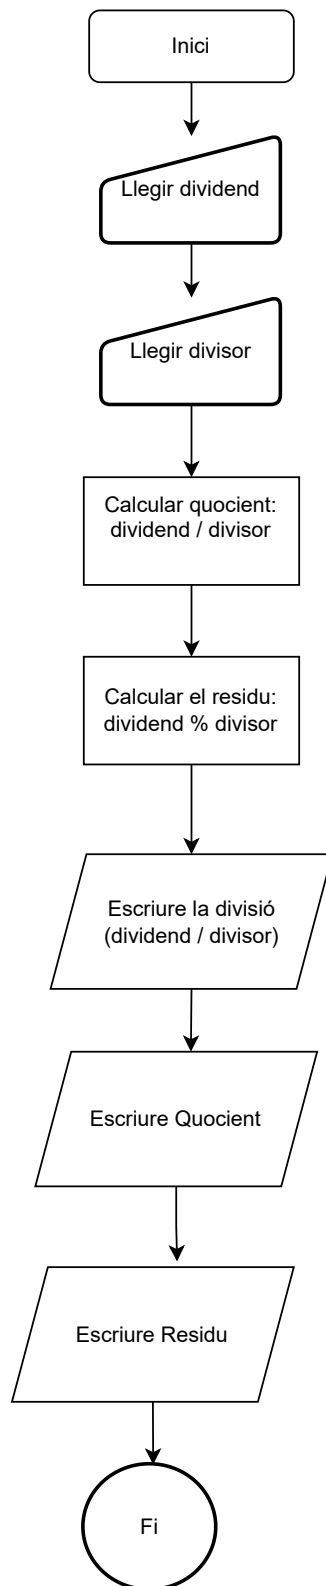 Inici
Llegir dividend
Llegir divisor
Calcular quocient:
dividend / divisor
Calcular el residu:
dividend % divisor
Escriure la divisió
(dividend / divisor)
Escriure Quocient
Escriure Residu
Fi